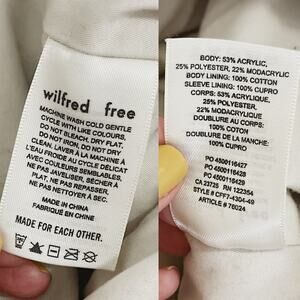 wilfred free
MACHINE WASH COLD GENTLE
CYCLE WITH LIKE COLOURS,
DO NOT BLEACH, DRY FLAT,
DO NOT IRON, DO NOT DRY
CLEAN. LAVER À LA MACHINE À
L'EAU FROIDE AU CYCLE DÉLICAT
AVEC COULEURS SEMBLABLES,
NE PAS JAVELISER, SÉCHER À
PLAT, NE PAS REPASSER,
NE PAS NETTOYER À SEC.
MADE IN CHINA
FABRIQUÉ EN CHINE
MADE FOR EACH OTHER.
BODY: 53% ACRYLIC,
25% POLYESTER, 22% MODACRYLIC
BODY LINING: 100% COTTON
SLEEVE LINING: 100% CUPRO
CORPS: 53% ACRYLIQUE,
25% POLYESTER,
22% MODACRYLIQUE
DOUBLURE AU CORPS:
100% COTON
DOUBLURE DE LA MANCHE:
100% CUPRO
PO 4500116427
PO 4500116428
PO 4500116429
CA 23725 RN 122354
STYLE # CFF7-4304-49
ARTICLE # 76024